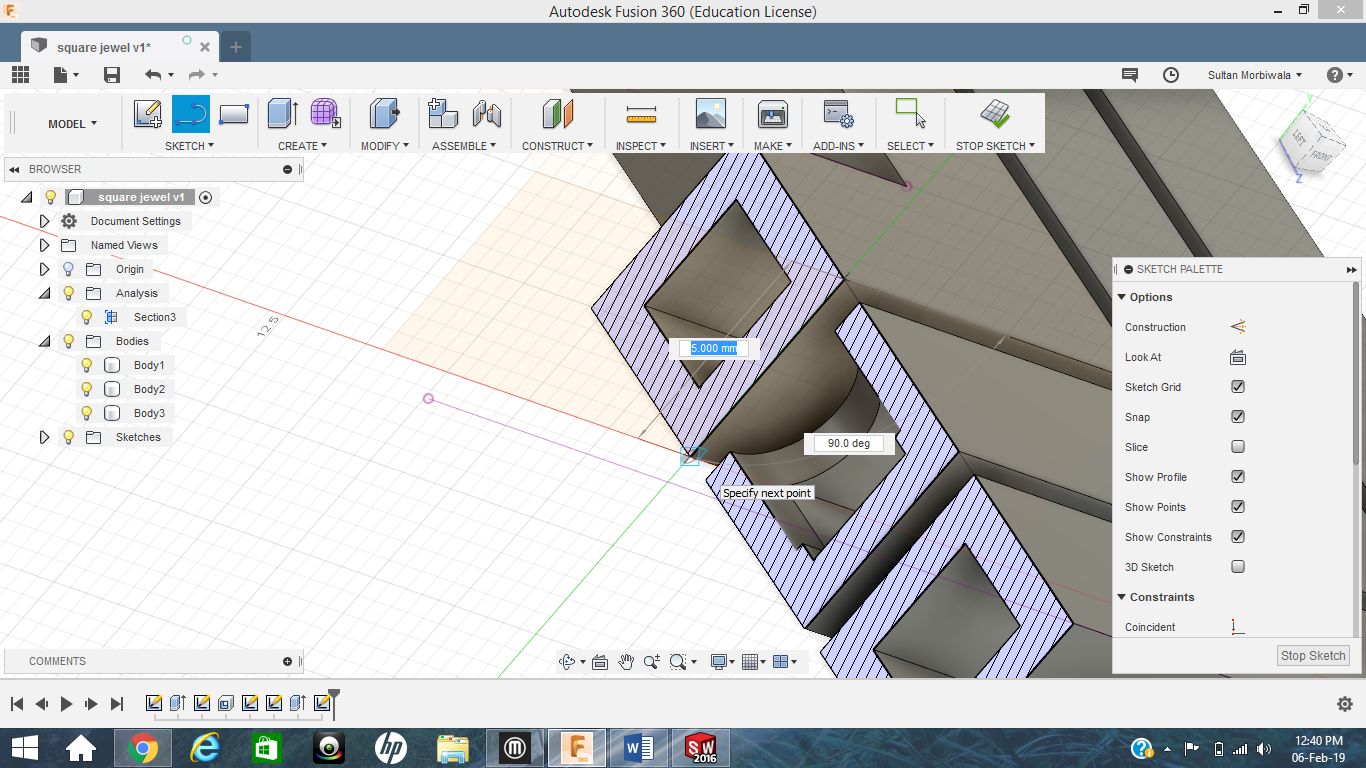 Autodesk Fusion 360 (Education License)
square jewel v1*
Sultan Morbiwala
MODEL
SKETCH
CREATE
MODIFY
ASSEMBLE
CONSTRUCT
INSPECT
INSERT
MAKE
ADD-INS
SELECT
STOP SKETCH
BROWSER
square jewel v1
Document Settings
Named Views
Origin
Analysis
Section3
Bodies
Body1
Body2
Body3
Sketches
12.5
5.000 mm
90.0 deg
Specify next point
Y
LEFT
FRONT
Z
SKETCH PALETTE
Options
Construction
Look At
Sketch Grid
Snap
Slice
Show Profile
Show Points
Show Constraints
3D Sketch
Constraints
Coincident
Stop Sketch
COMMENTS
12:40 PM
06-Feb-19